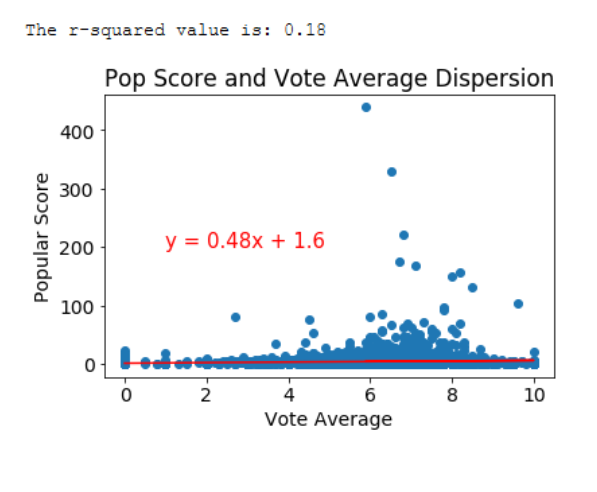 The r-squared value is: 0.18
Pop Score and Vote Average Dispersion
400
300
200
100
0
Popular Score
y = 0.48x + 1.6
0 2 4 6 8 10
Vote Average